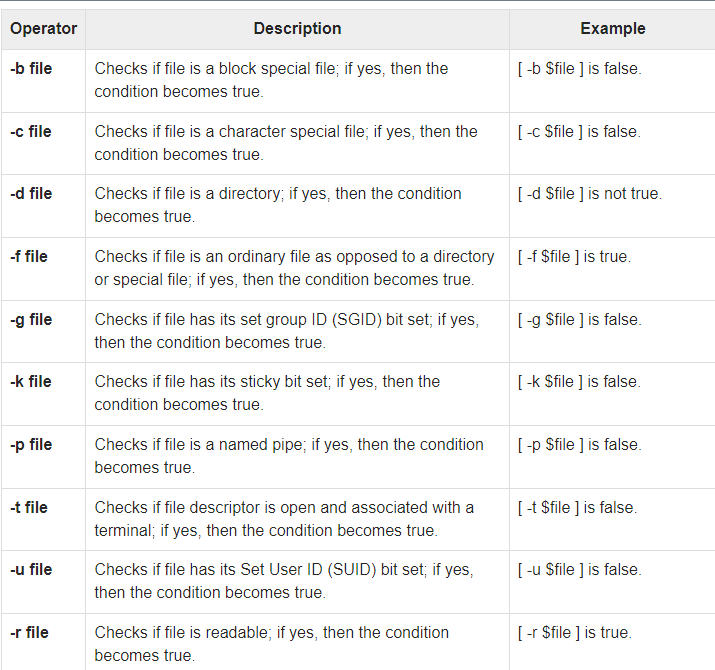 Operator Description Example
-b file Checks if file is a block special file; if yes, then the [ -b $file ] is false.
condition becomes true.
-c file Checks if file is a character special file; if yes, then the [ -c $file ] is false.
condition becomes true.
-d file Checks if file is a directory; if yes, then the condition [ -d $file ] is not true.
becomes true.
-f file Checks if file is an ordinary file as opposed to a directory [ -f $file ] is true.
or special file; if yes, then the condition becomes true.
-g file Checks if file has its set group ID (SGID) bit set; if yes, [ -g $file ] is false.
then the condition becomes true.
-k file Checks if file has its sticky bit set; if yes, then the [ -k $file ] is false.
condition becomes true.
-p file Checks if file is a named pipe; if yes, then the condition [ -p $file ] is false.
becomes true.
-t file Checks if file descriptor is open and associated with a [ -t $file ] is false.
terminal; if yes, then the condition becomes true.
-u file Checks if file has its Set User ID (SUID) bit set; if yes, [ -u $file ] is false.
then the condition becomes true.
-r file Checks if file is readable; if yes, then the condition [ -r $file ] is true.
becomes true.